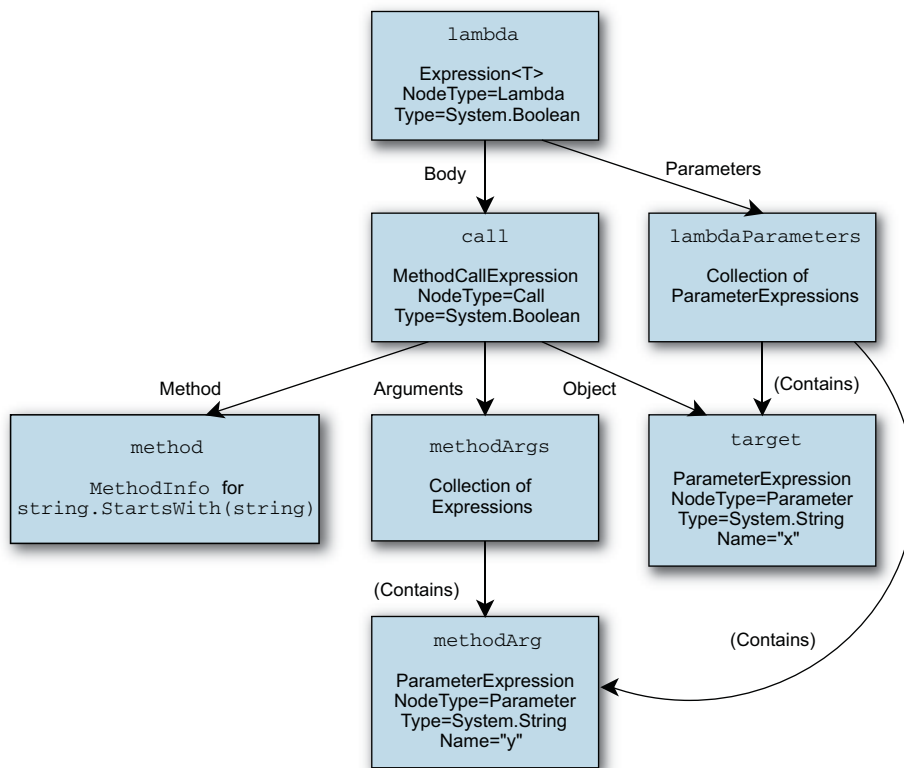 lambda
Expression<T>
NodeType=Lambda
Type=System.Boolean
Body
Parameters
call
MethodCallExpression
NodeType=Call
Type=System.Boolean
lambdaParameters
Collection of
ParameterExpressions
Method
Arguments
Object
(Contains)
method
MethodInfo for
string.StartsWith(string)
methodArgs
Collection of
Expressions
target
ParameterExpression
NodeType=Parameter
Type=System.String
Name="x"
(Contains)
(Contains)
methodArg
ParameterExpression
NodeType=Parameter
Type=System.String
Name="y"